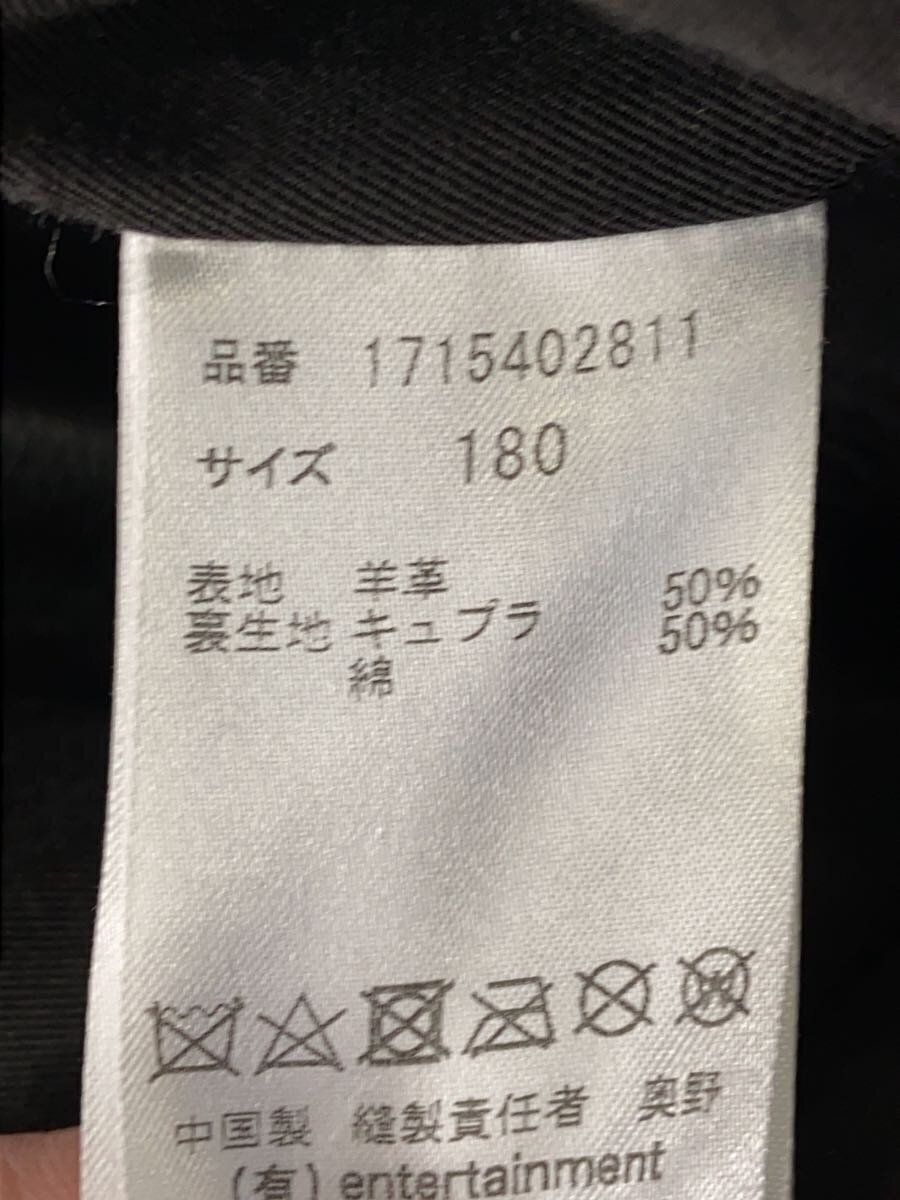 品番 1715402811
サイズ 180
表地 羊革 50%
裏生地 キュプラ 50%
綿
中国製 縫製責任者 奥野
(有) entertainment